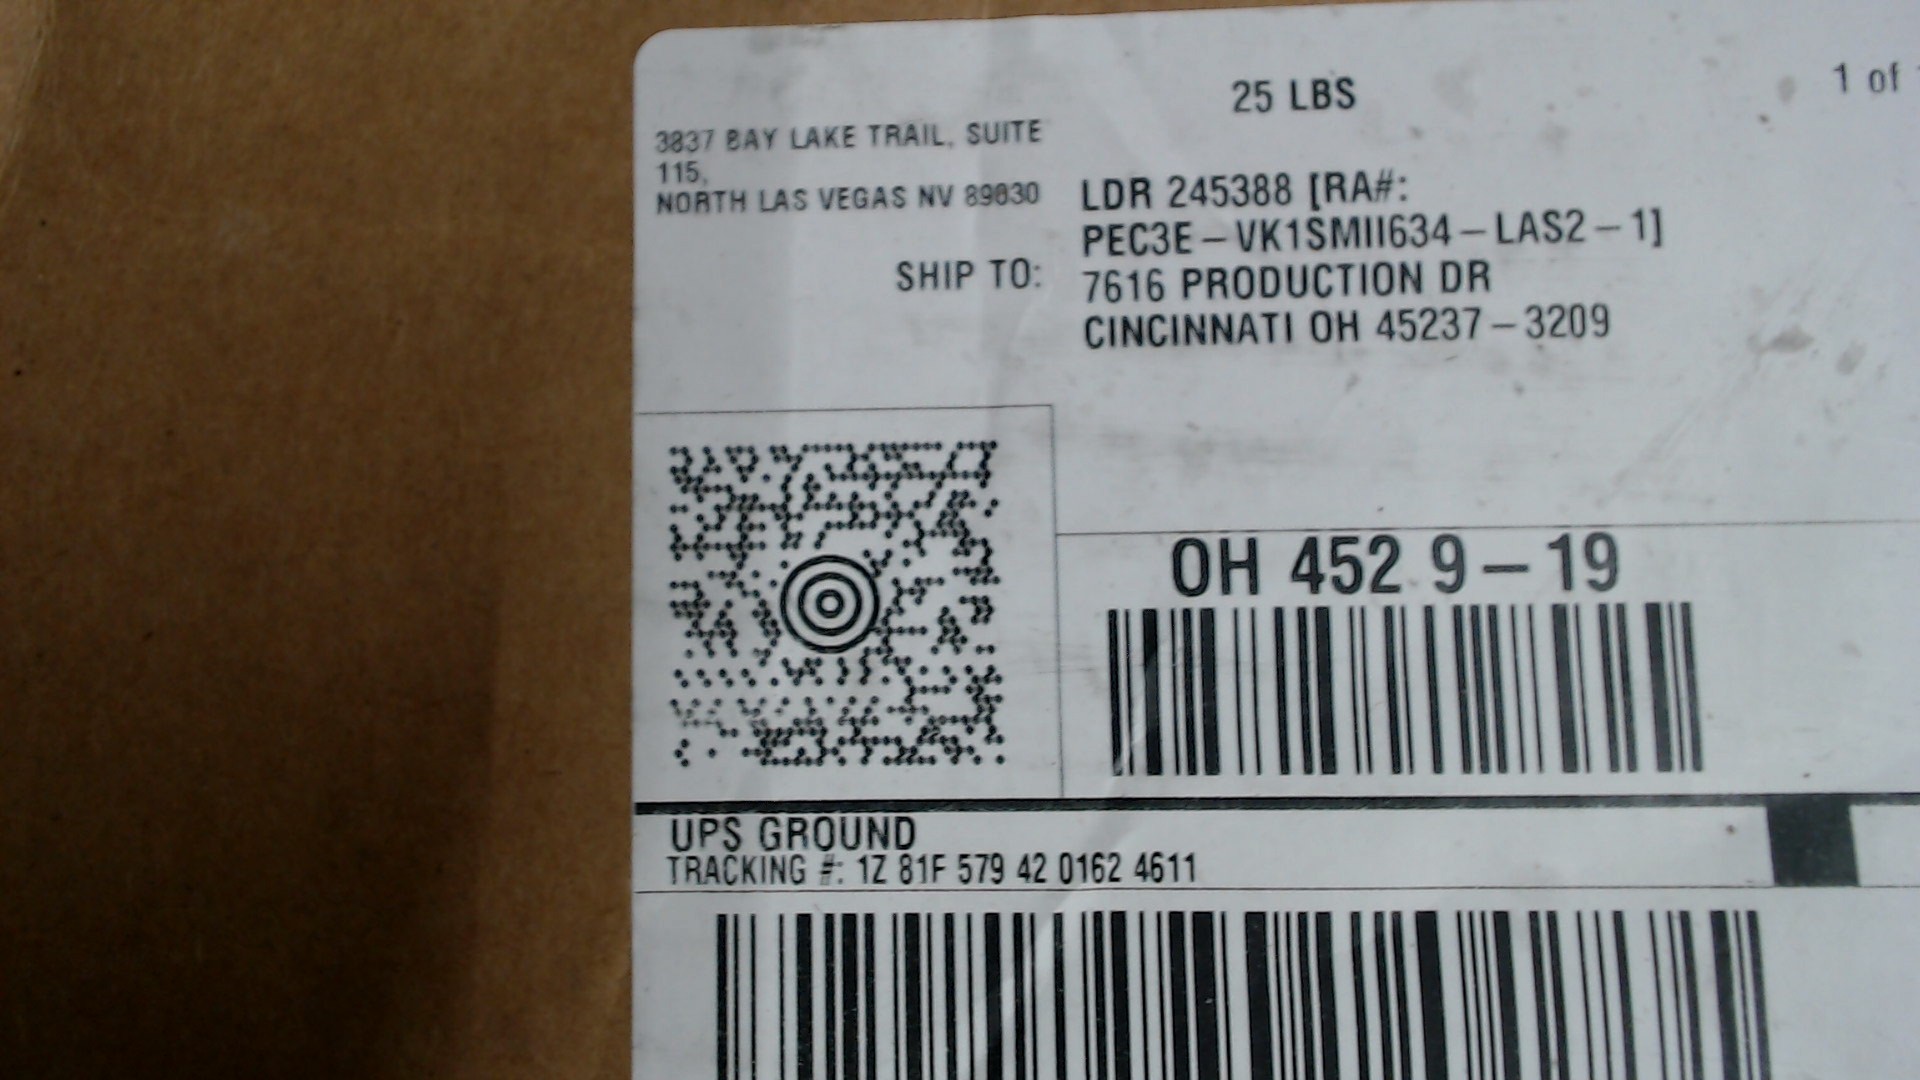 25 LBS
1 of
3837 BAY LAKE TRAIL, SUITE
115,
NORTH LAS VEGAS NV 89030
SHIP TO:
LDR 245388 [RA#:
PEC3E-VK1SMII634-LAS2-1]
7616 PRODUCTION DR
CINCINNATI OH 45237-3209
OH 452 9-19
UPS GROUND
TRACKING #: 1Z 81F 579 42 0162 4611